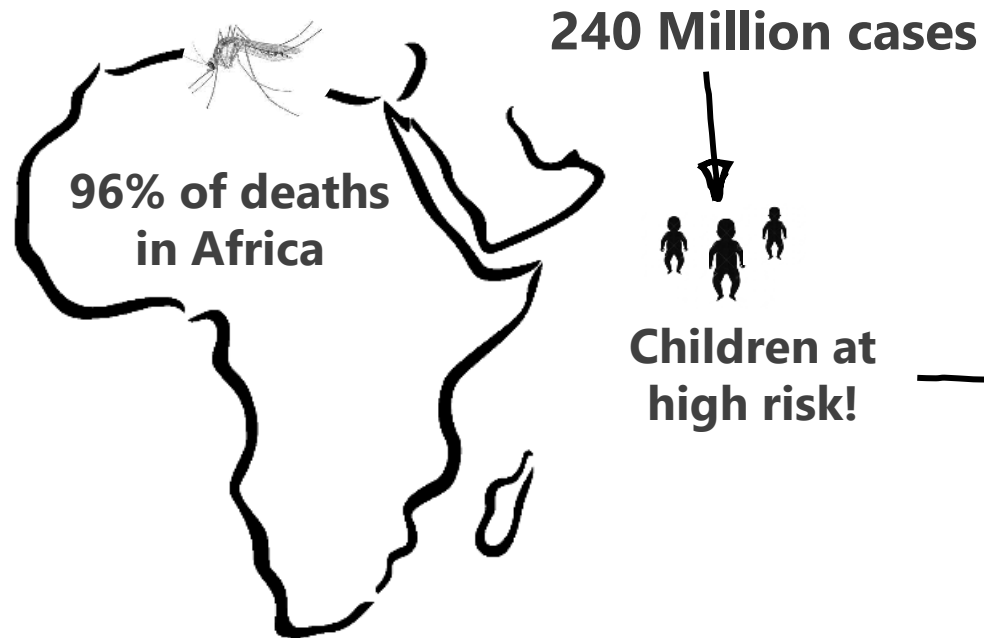 240 Million cases
96% of deaths
in Africa
Children at
high risk!